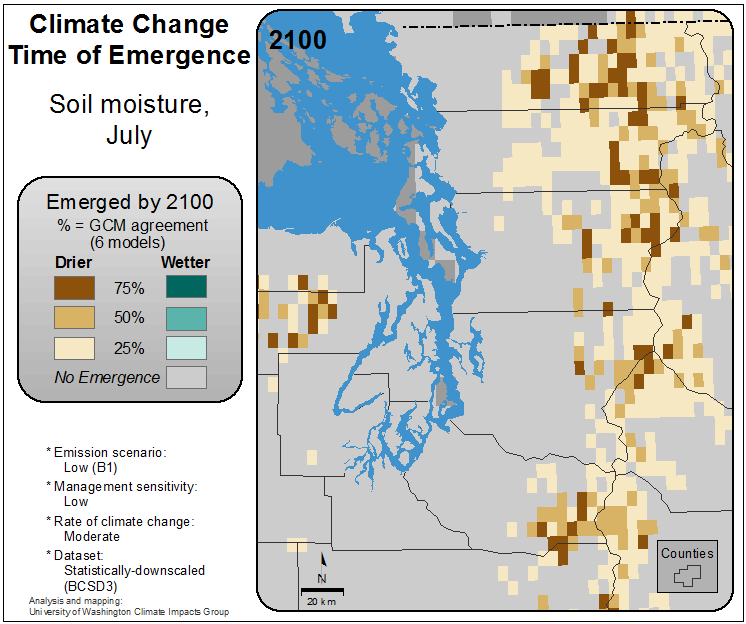 Climate Change
Time of Emergence
Soil moisture,
July
Emerged by 2100
% = GCM agreement
(6 models)
Drier Wetter
75%
50%
25%
No Emergence
* Emission scenario:
Low (B1)
* Management sensitivity:
Low
* Rate of climate change:
Moderate
* Dataset:
Statistically-downscaled
(BCSD3)
Analysis and mapping:
University of Washington Climate Impacts Group
2100
N
20 km
Counties